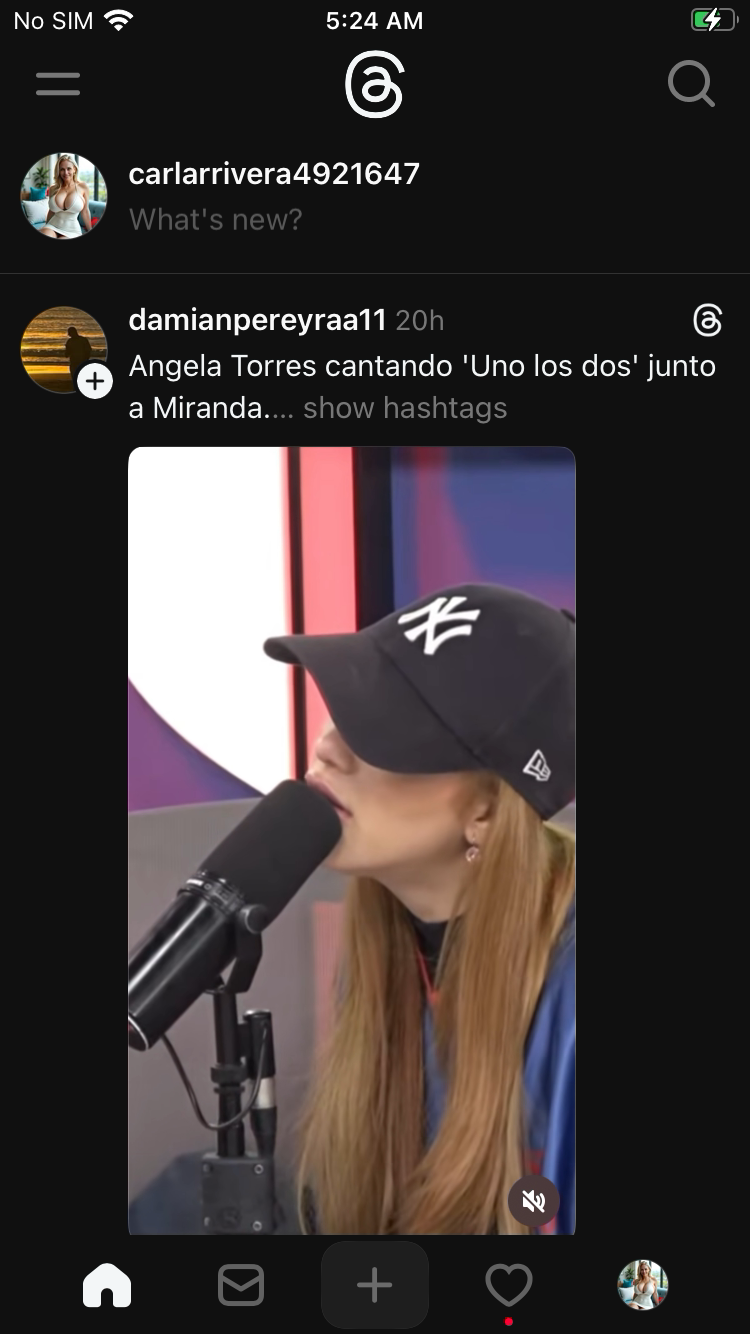 No SIM
5:24 AM
carlarrivera4921647
What's new?
damianpereyraa11 20h
Angela Torres cantando 'Uno los dos' junto
a Miranda.... show hashtags
NY